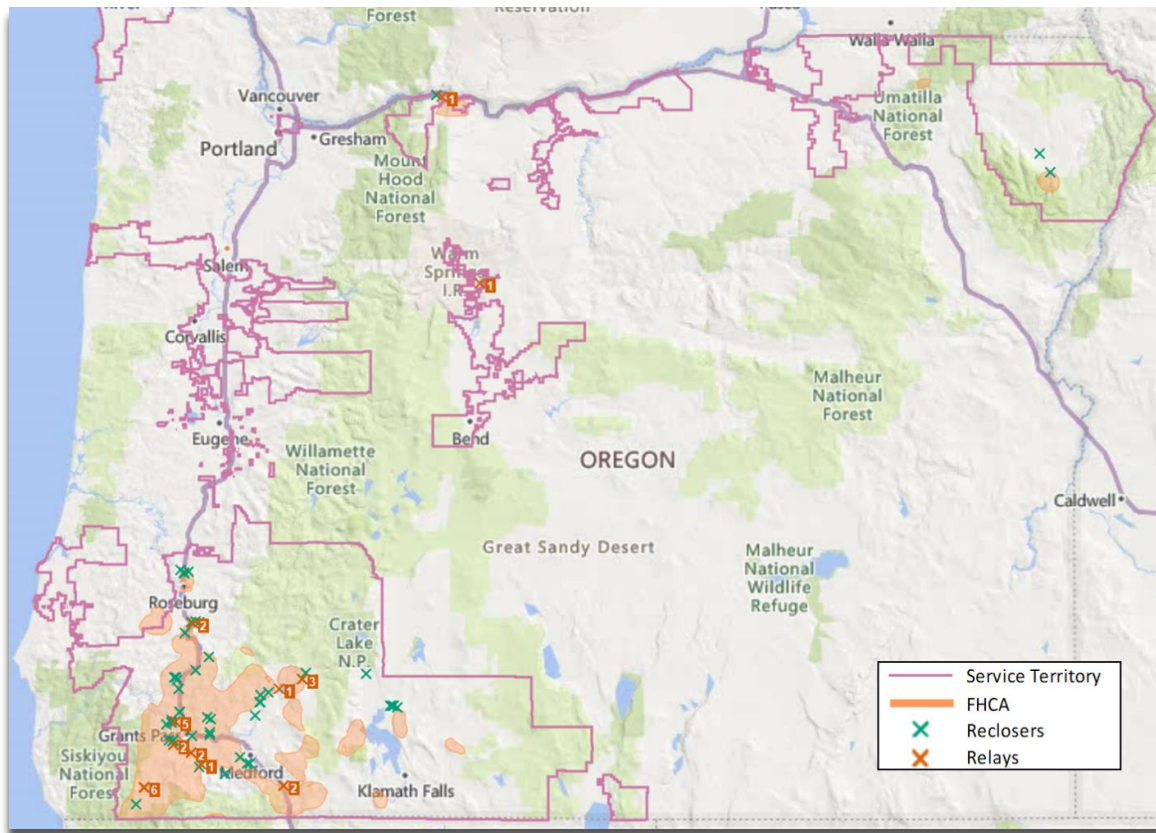 River
Forest
Reservation
Pasco
Walla Walla
Vancouver
Gresham
Portland
1
Mount
Hood
National
Forest
Umatilla
National
Forest
Warm
Springs
I.R.
1
Salem
Corvallis
Malheur
National
Forest
Eugene
Bend
Willamette
National
Forest
OREGON
Caldwell
Great Sandy Desert
Malheur
National
Wildlife
Refuge
Roseburg
2
Crater
Lake
N.P.
3
1
5
Grants Pass
2
2
1
Siskiyou
National
Forest
Medford
6
2
Klamath Falls
Service Territory
FHCA
Reclosers
Relays